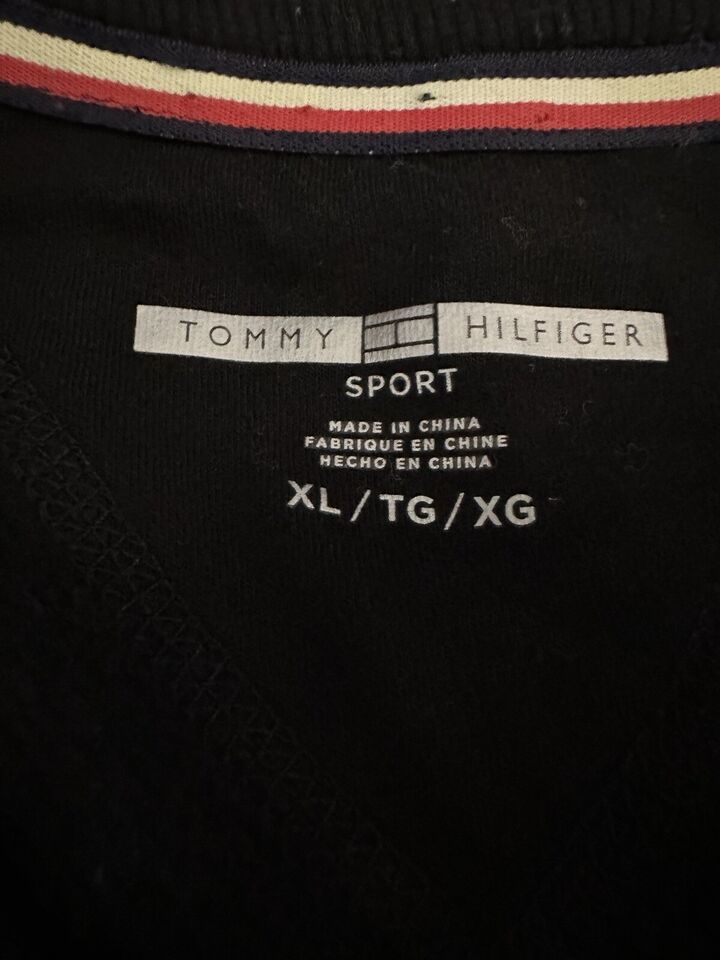 TOMMY HILFIGER
SPORT
MADE IN CHINA
FABRIQUE EN CHINE
HECHO EN CHINA
XL/TG/XG